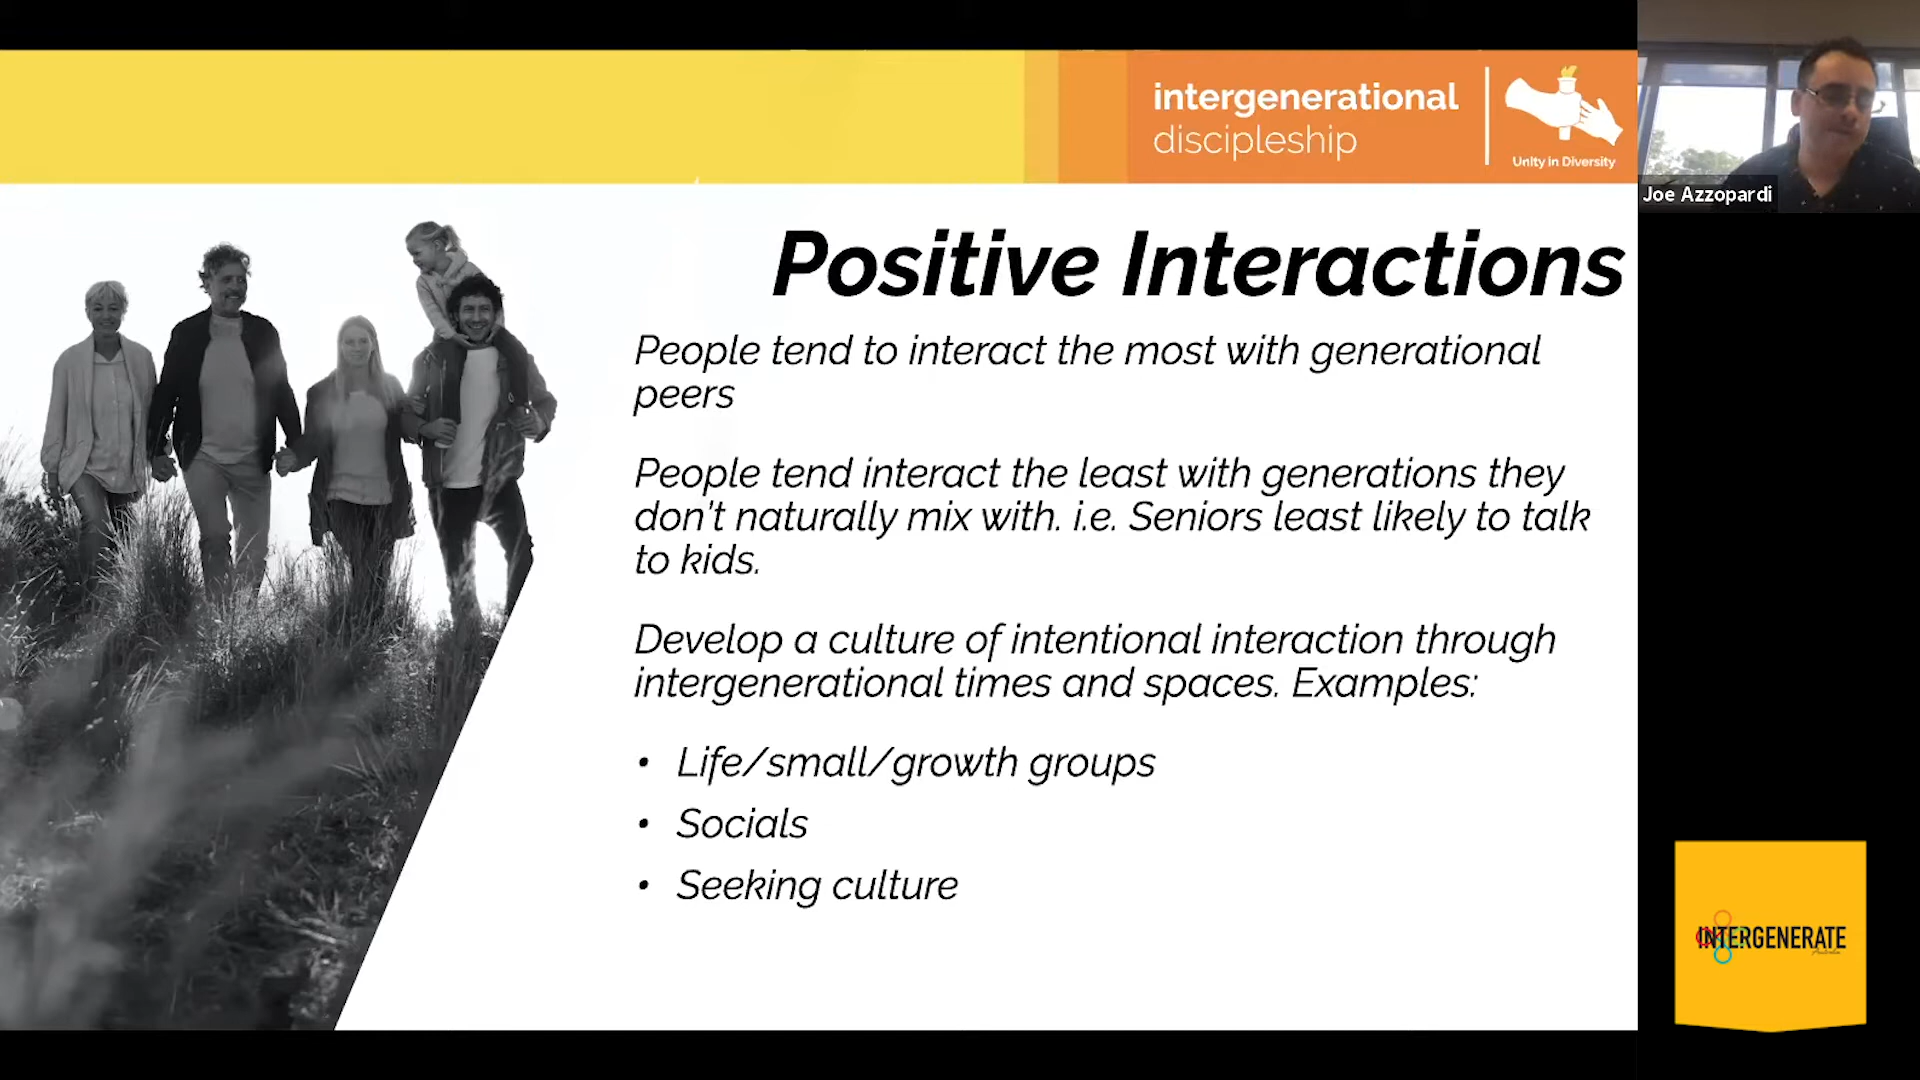 intergenerational
discipleship
Unity in Diversity
Joe Azzopardi
Positive Interactions
People tend to interact the most with generational
peers
People tend interact the least with generations they
don't naturally mix with. i.e. Seniors least likely to talk
to kids.
Develop a culture of intentional interaction through
intergenerational times and spaces. Examples:
• Life/small/growth groups
• Socials
• Seeking culture
INTERGENERATE
Australia